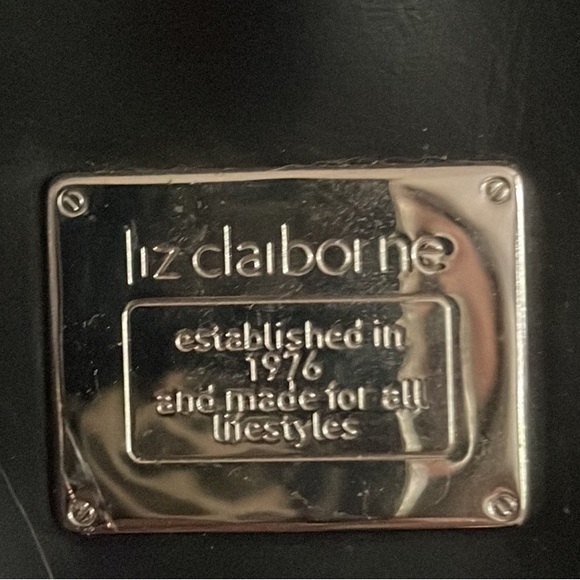 liz claiborne
established in
1976
and made for all
lifestyles